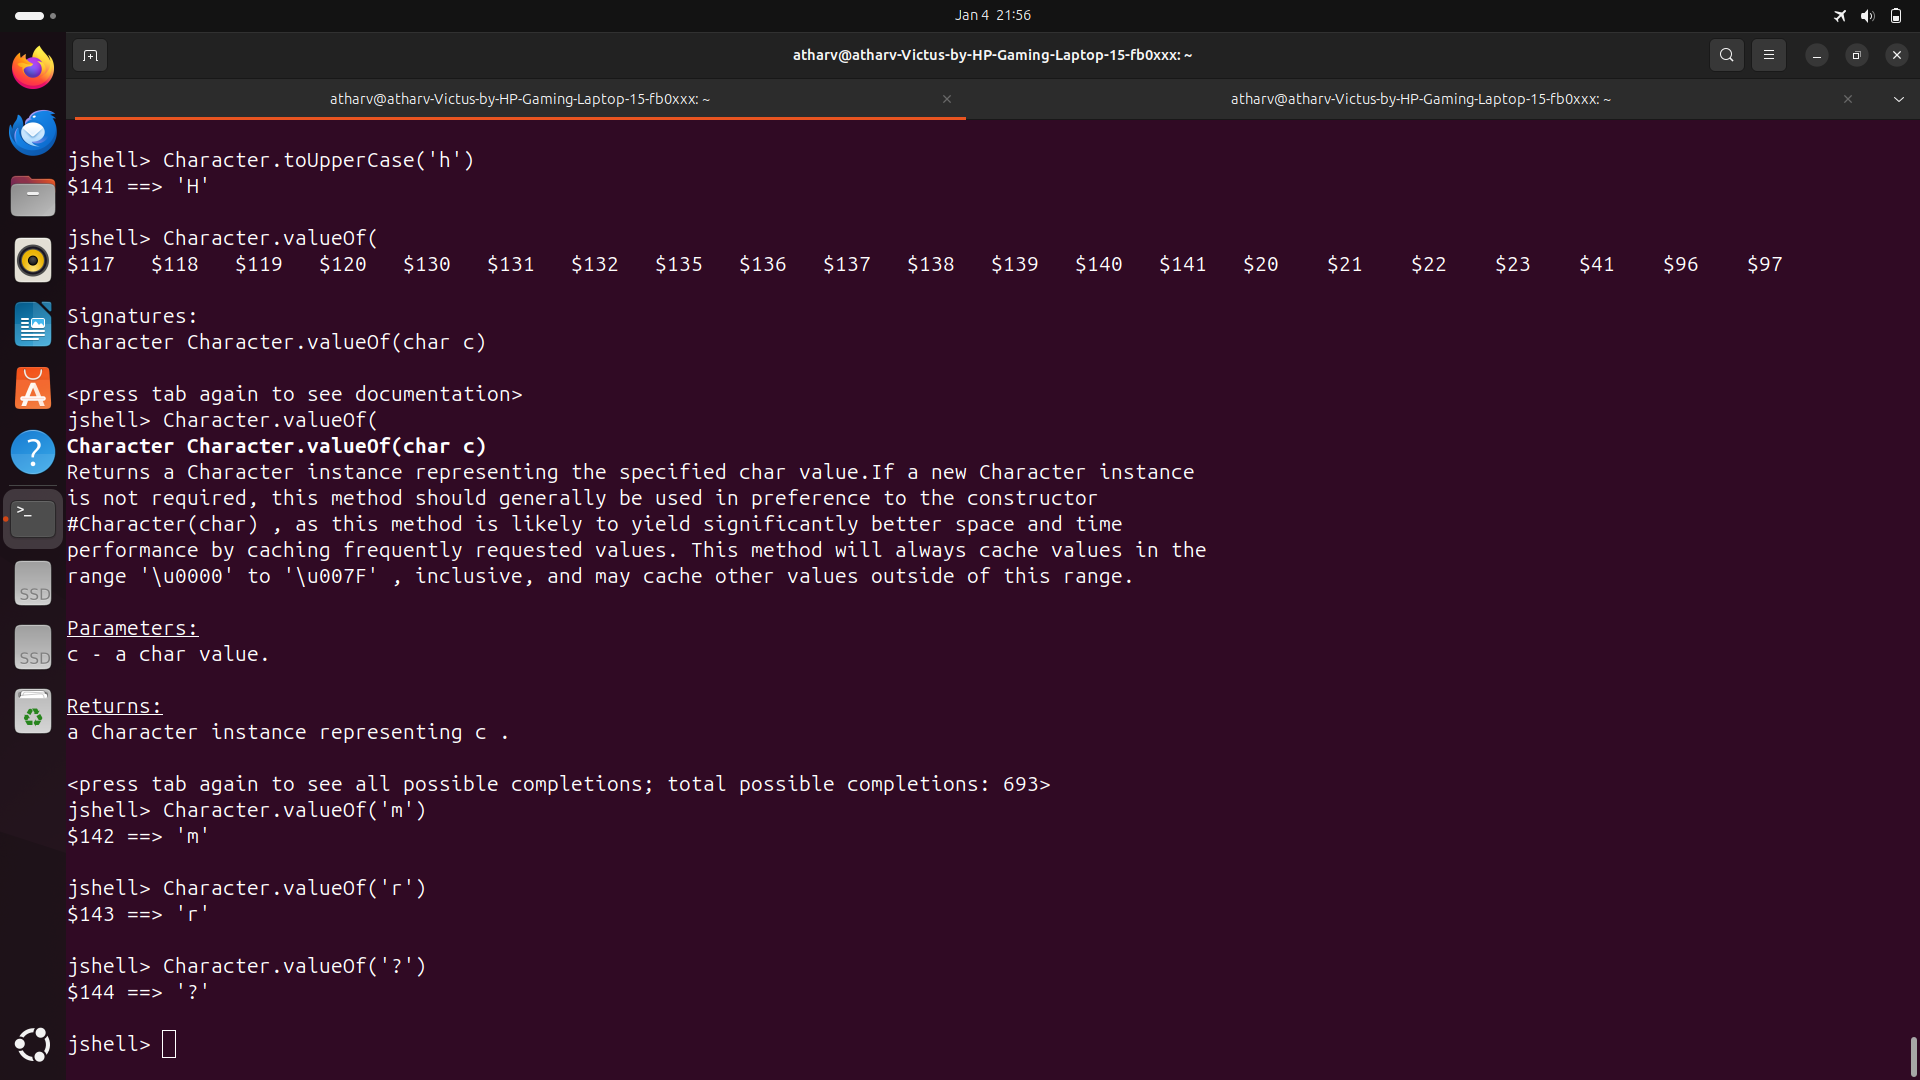 Jan 4 21:56
atharv@atharv-Victus-by-HP-Gaming-Laptop-15-fb0xxx: ~
atharv@atharv-Victus-by-HP-Gaming-Laptop-15-fb0xxx: ~
atharv@atharv-Victus-by-HP-Gaming-Laptop-15-fb0xxx: ~
jshell> Character.toUpperCase('h')
$141 ==> 'H'
jshell> Character.valueOf(
$117 $118 $119 $120 $130 $131 $132 $135 $136 $137 $138 $139 $140 $141 $20 $21 $22 $23 $41 $96 $97
Signatures:
Character Character.valueOf(char c)
<press tab again to see documentation>
jshell> Character.valueOf(
Character Character.valueOf(char c)
Returns a Character instance representing the specified char value.If a new Character instance
is not required, this method should generally be used in preference to the constructor
#Character(char) , as this method is likely to yield significantly better space and time
performance by caching frequently requested values. This method will always cache values in the
range '\u0000' to '\u007F' , inclusive, and may cache other values outside of this range.
Parameters:
c - a char value.
Returns:
a Character instance representing c .
<press tab again to see all possible completions; total possible completions: 693>
jshell> Character.valueOf('m')
$142 ==> 'm'
jshell> Character.valueOf('r')
$143 ==> 'r'
jshell> Character.valueOf('?')
$144 ==> '?'
jshell>
SSD
SSD